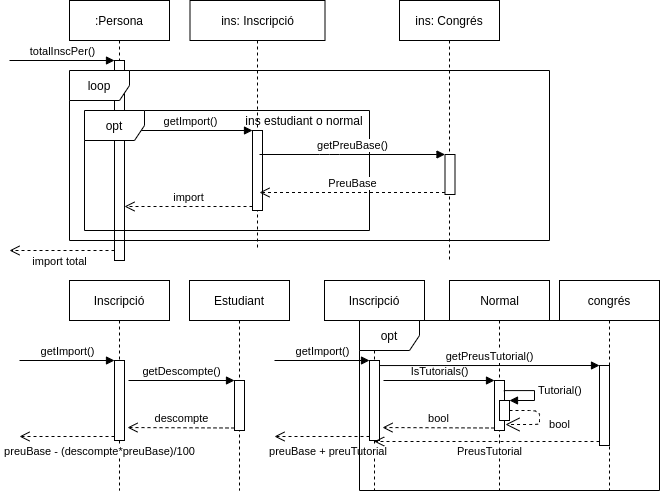 :Persona
ins: Inscripció
ins: Congrés
totalInscPer()
loop
opt
getImport()
ins estudiant o normal
getPreuBase()
PreuBase
import
import total
Inscripció
Estudiant
Inscripció
Normal
congrés
opt
getImport()
getImport()
getPreusTutorial()
getDescompte()
IsTutorials()
Tutorial()
descompte
bool
bool
preuBase - (descompte*preuBase)/100
preuBase + preuTutorial
PreusTutorial